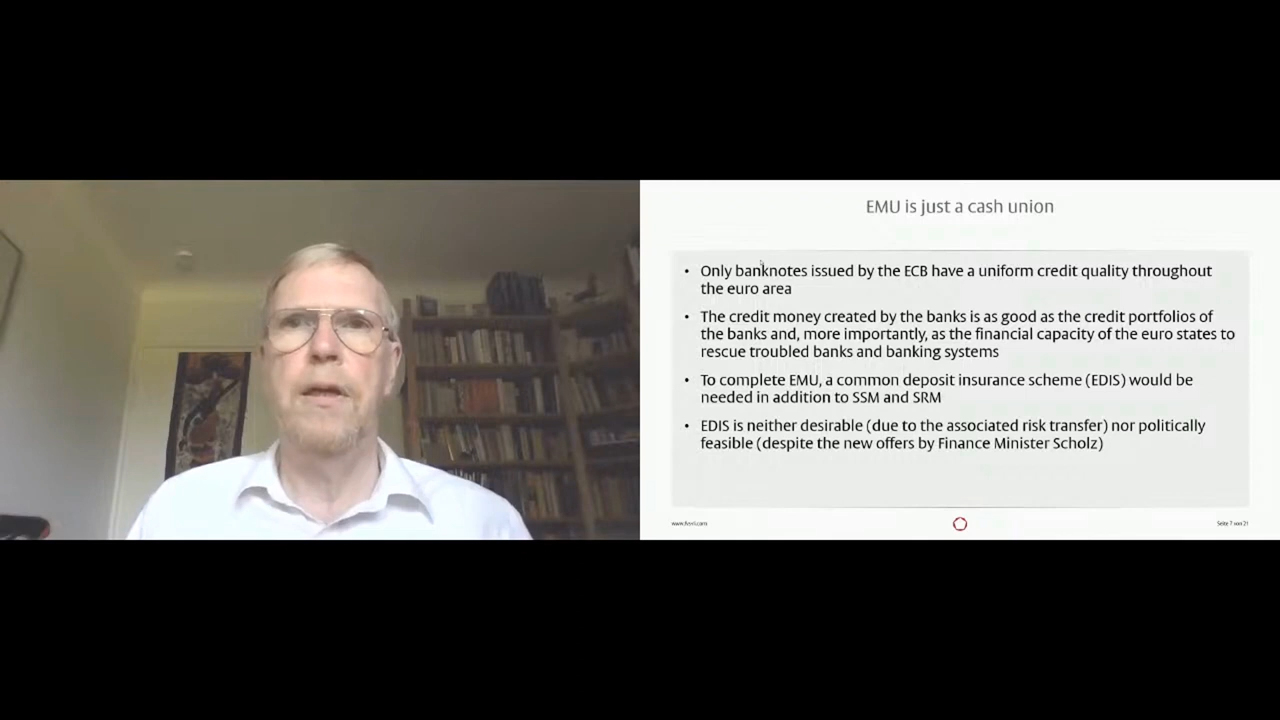 EMU is just a cash union
• Only banknotes issued by the ECB have a uniform credit quality throughout
the euro area
• The credit money created by the banks is as good as the credit portfolios of
the banks and, more importantly, as the financial capacity of the euro states to
rescue troubled banks and banking systems
• To complete EMU, a common deposit insurance scheme (EDIS) would be
needed in addition to SSM and SRM
• EDIS is neither desirable (due to the associated risk transfer) nor politically
feasible (despite the new offers by Finance Minister Scholz)
Seite 7 von 21